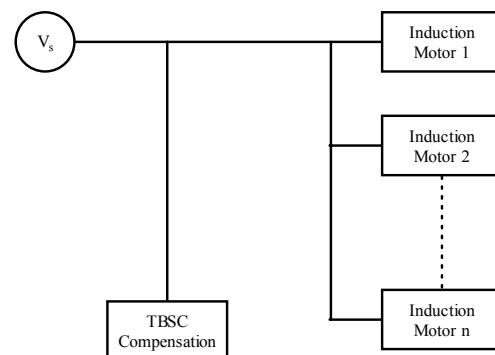 V_s
Induction
Motor 1
Induction
Motor 2
Induction
Motor n
TBSC
Compensation